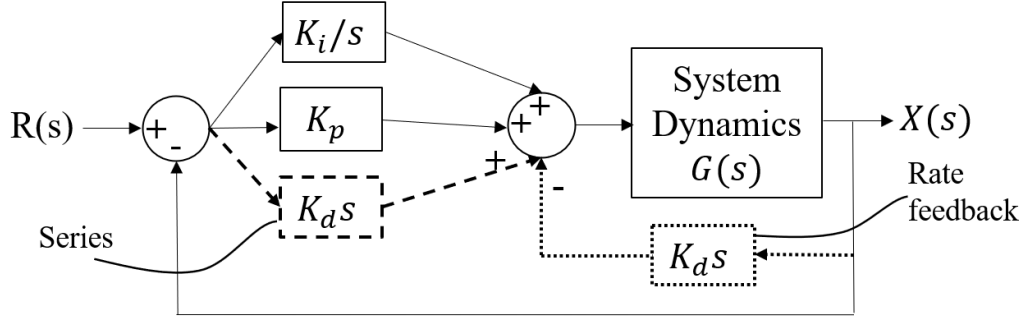 K_i/s
R(s)
+
-
K_p
+
+
+
-
System
Dynamics
G(s)
X(s)
K_d s
Series
K_d s
Rate
feedback